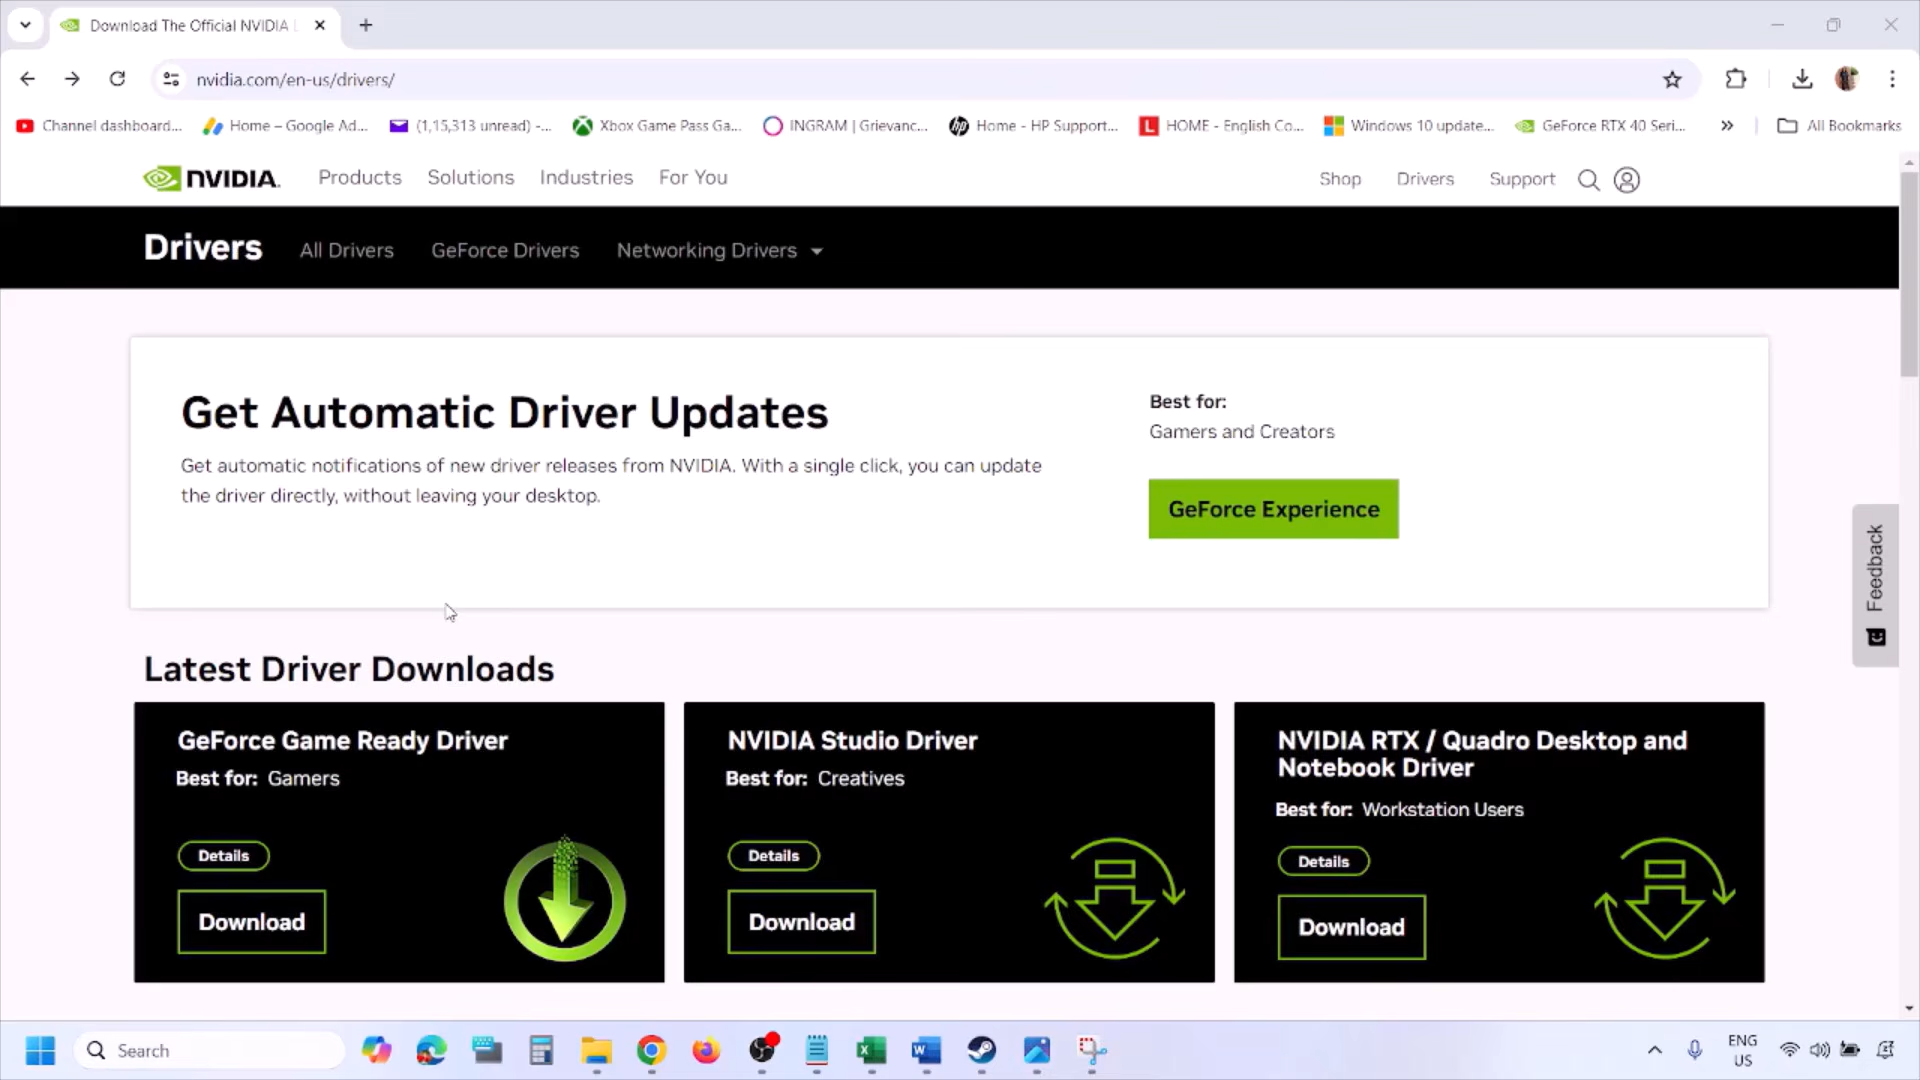 Download The Official NVIDIA
nvidia.com/en-us/drivers/
Channel dashboard... Home – Google Ad... (1,15,313 unread) -... Xbox Game Pass Ga... INGRAM | Grievanc... Home - HP Support... L HOME - English Co... Windows 10 update... GeForce RTX 40 Seri... » All Bookmarks
NVIDIA. Products Solutions Industries For You Shop Drivers Support
Drivers All Drivers GeForce Drivers Networking Drivers
Get Automatic Driver Updates
Get automatic notifications of new driver releases from NVIDIA. With a single click, you can update
the driver directly, without leaving your desktop.
Best for:
Gamers and Creators
GeForce Experience
Feedback
Latest Driver Downloads
GeForce Game Ready Driver
Best for: Gamers
Details
Download
NVIDIA Studio Driver
Best for: Creatives
Details
Download
NVIDIA RTX / Quadro Desktop and
Notebook Driver
Best for: Workstation Users
Details
Download
Search
ENG
US